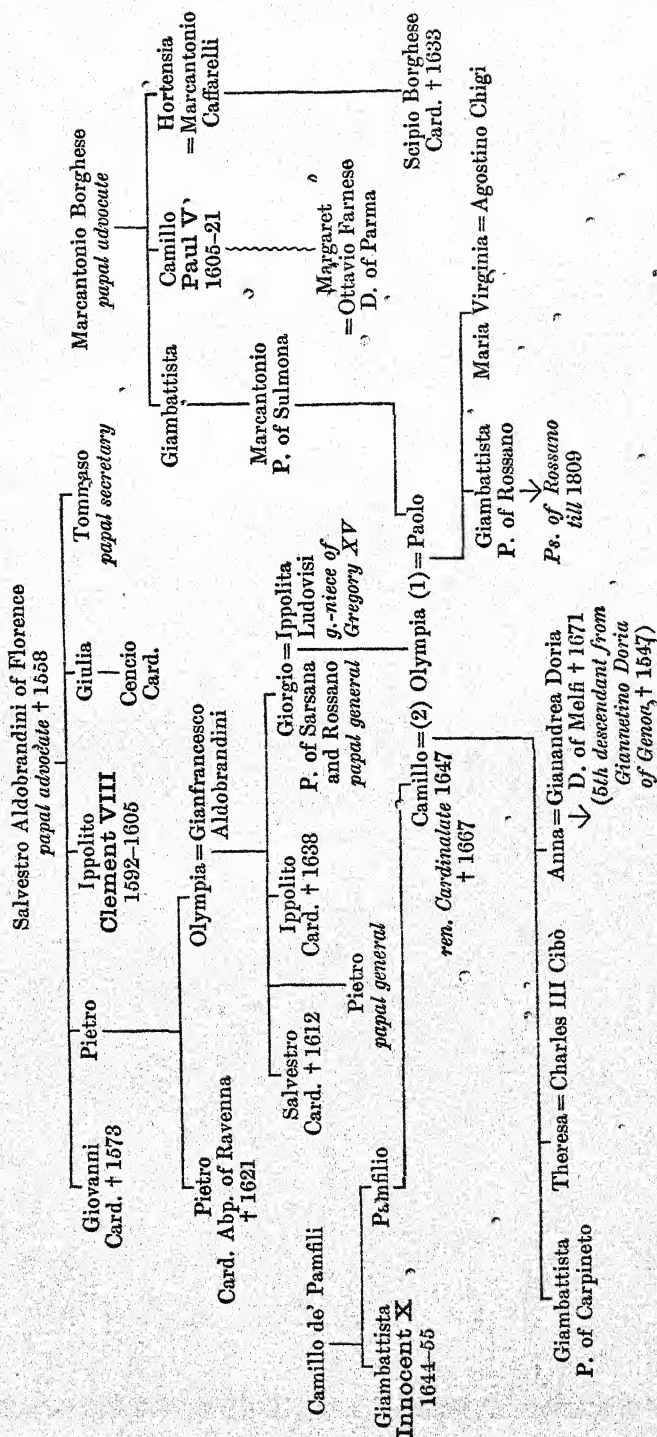 Salvestro Aldobrandini of Florence
papal advocate † 1558
Marcantonio Borghese
papal advocate
Giovanni
Card. † 1573
Pietro
Ippolito
Clement VIII
1592–1605
Giulia
Cencio
Card.
Tommaso
papal secretary
Giambattista
Camillo
Paul V
1605–21
Hortensia
=Marcantonio
Caffarelli
Pietro
Card. Abp. of Ravenna
† 1621
Olympia=Gianfrancesco
Aldobrandini
Marcantonio
P. of Sulmona
Margaret
=Ottavio Farnese
D. of Parma
Scipio Borghese
Card. † 1633
Salvestro
Card. † 1612
Pietro
papal general
Ippolito
Card. † 1638
Giorgio=Ippolita
P. of Sarsana Ludovisi
and Rossano g.-niece of
papal general Gregory XV
Camillo de' Pamfili
Giambattista
Innocent X
1644–55
Pamfilio
Camillo=(2) Olympia (1)=Paolo
ren. Cardinalate 1647
† 1667
Giambattista
P. of Rossano
Ps. of Rossano
till 1809
Maria Virginia=Agostino Chigi
Giambattista
P. of Carpineto
Theresa=Charles III Cibò
Anna=Gianandrea Doria
D. of Melfi † 1671
(5th descendant from
Giannetino Doria
of Genoa, † 1547)